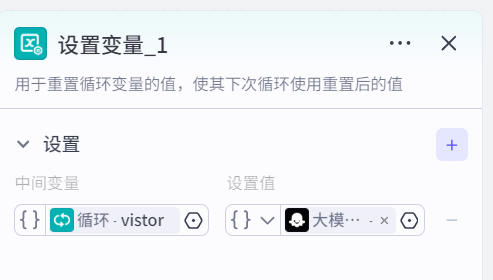 设置变量_1
用于重置循环变量的值，使其下次循环使用重置后的值
设置
中间变量 设置值
{ } 循环 - vistor { } 大模… - ×